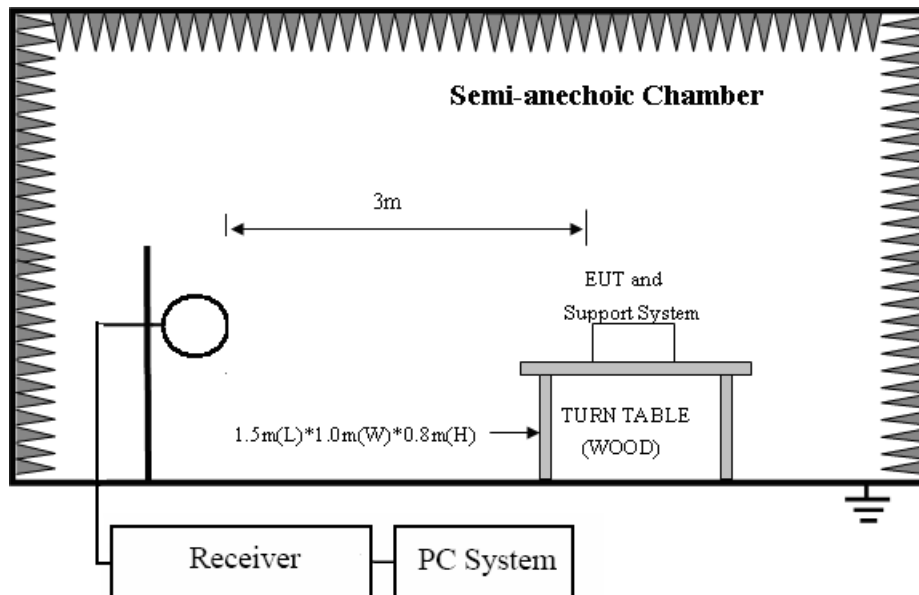 Semi-anechoic Chamber
3m
EUT and
Support System
1.5m(L)*1.0m(W)*0.8m(H)
TURN TABLE
(WOOD)
Receiver
PC System